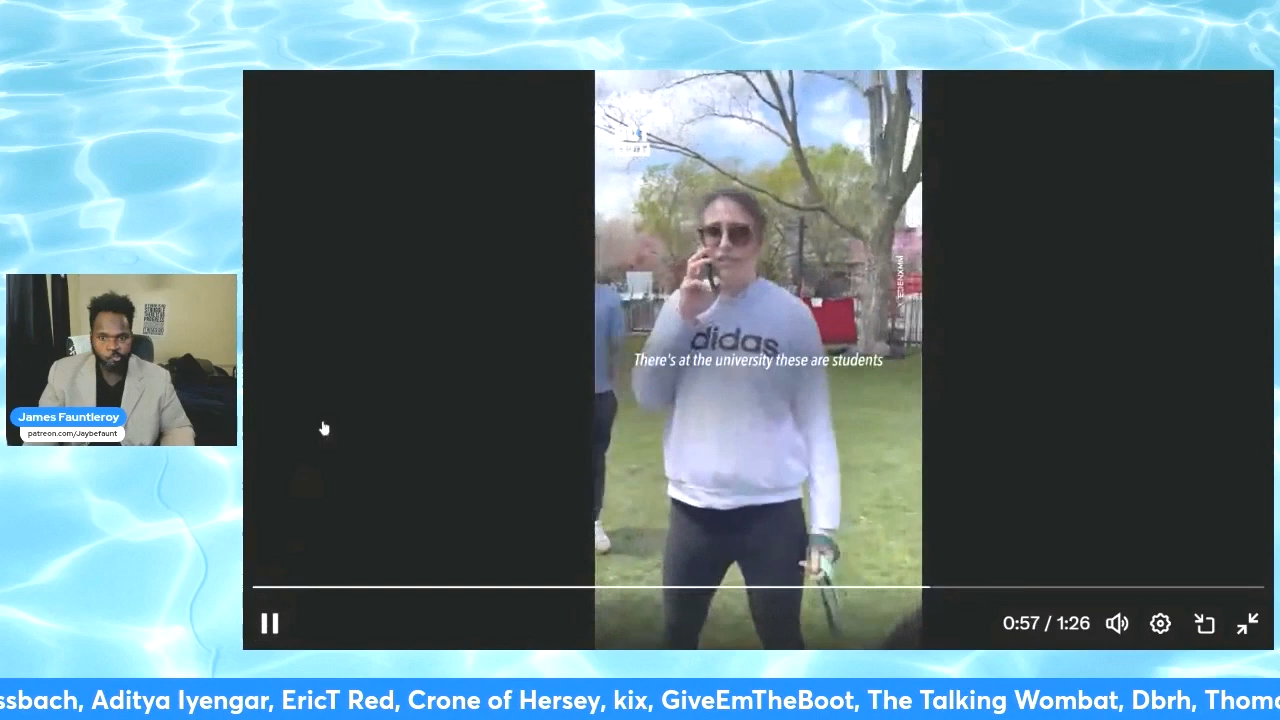 didas
There's at the university these are students
James Fauntleroy
patreon.com/Jaybefaunt
0:57 / 1:26
ssbach, Aditya Iyengar, EricT Red, Crone of Hersey, kix, GiveEmTheBoot, The Talking Wombat, Dbrh, Thoma